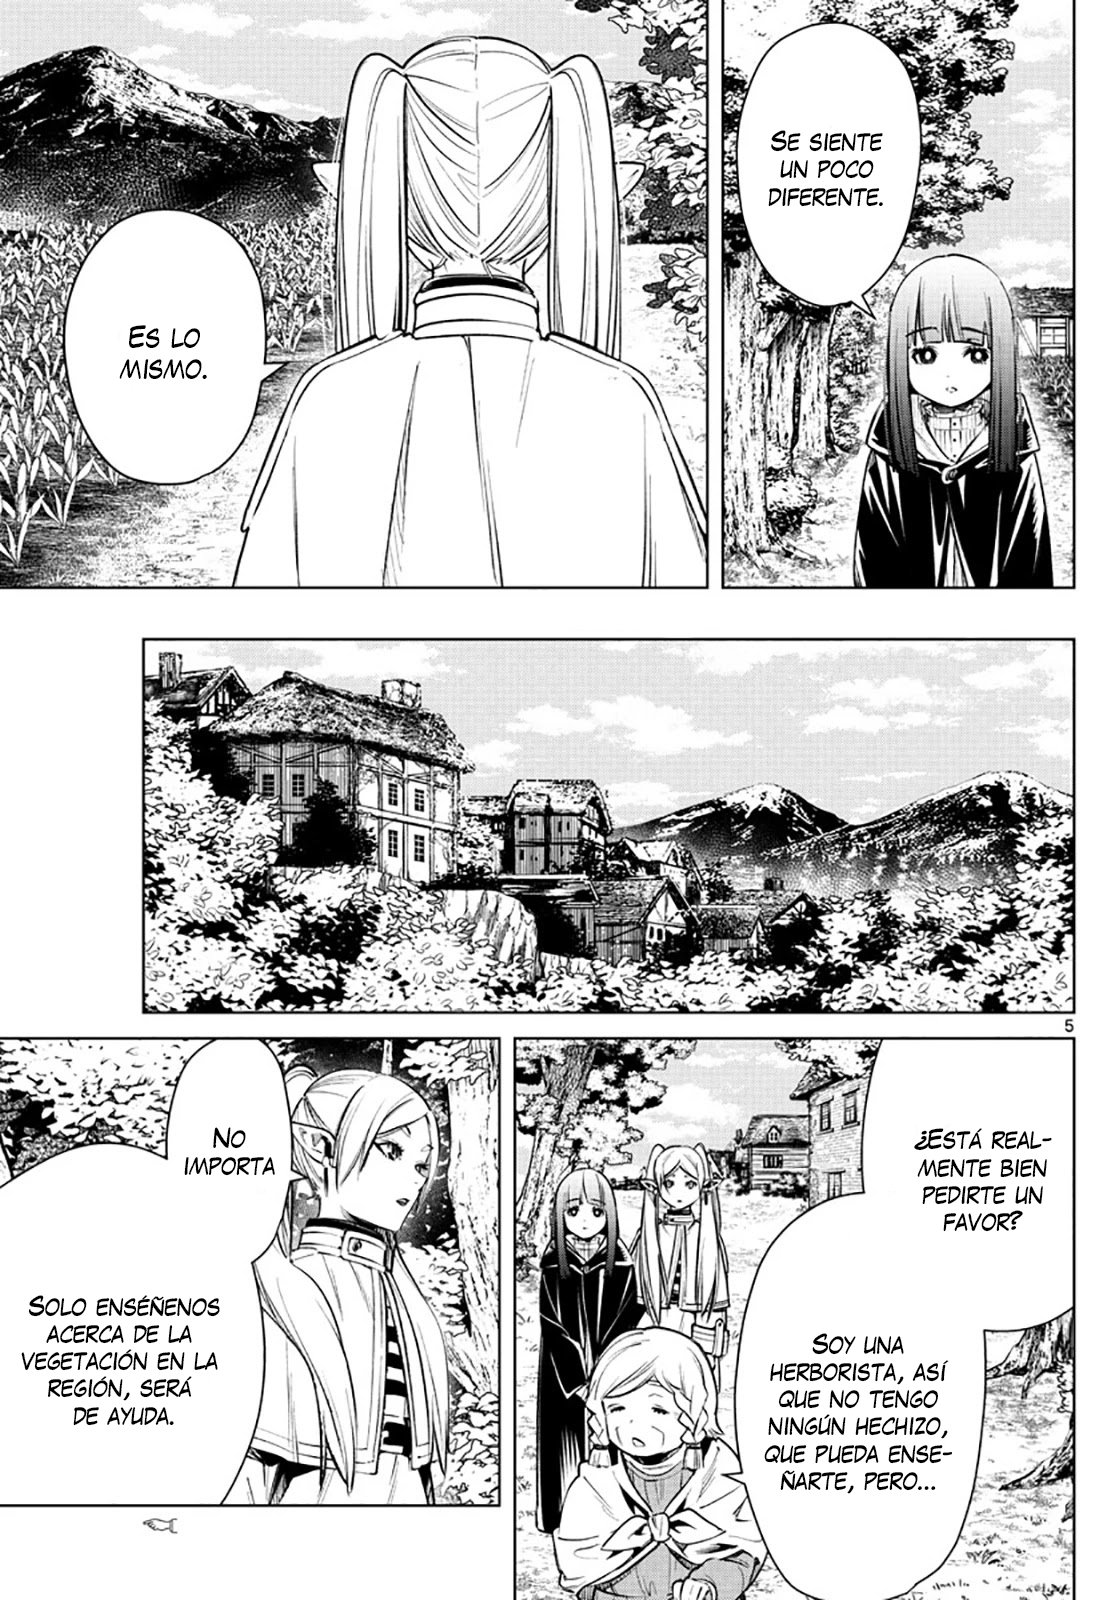 SE SIENTE
UN POCO
DIFERENTE.
ES LO
MISMO.
5
¿ESTÁ REAL-
MENTE BIEN
PEDIRTE UN
FAVOR?
SOY UNA
HERBORISTA, ASÍ
QUE NO TENGO
NINGÚN HECHIZO,
QUE PUEDA ENSE-
ÑARTE, PERO...
NO
IMPORTA
SOLO ENSÉÑENOS
ACERCA DE LA
VEGETACIÓN EN LA
REGIÓN, SERÁ
DE AYUDA.